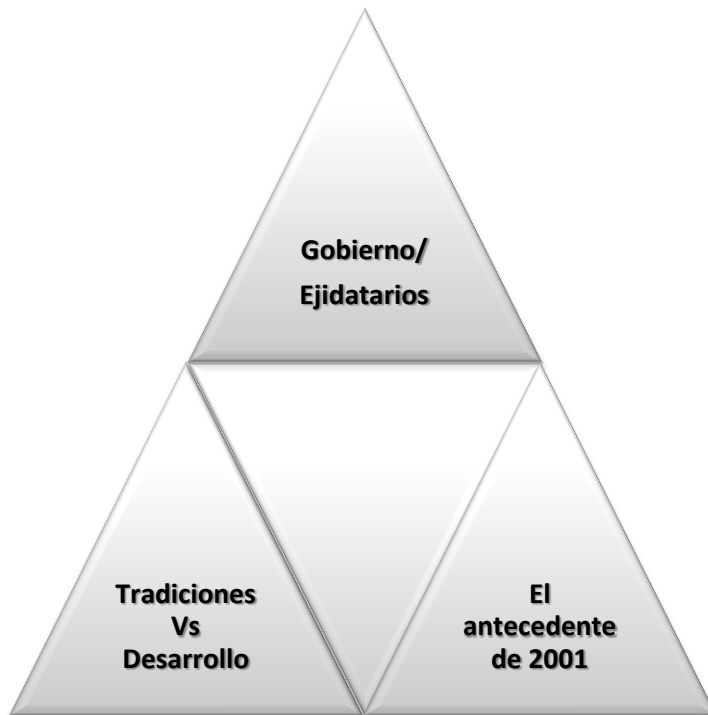 Gobierno/
Ejidatarios
Tradiciones
Vs
Desarrollo
El
antecedente
de 2001